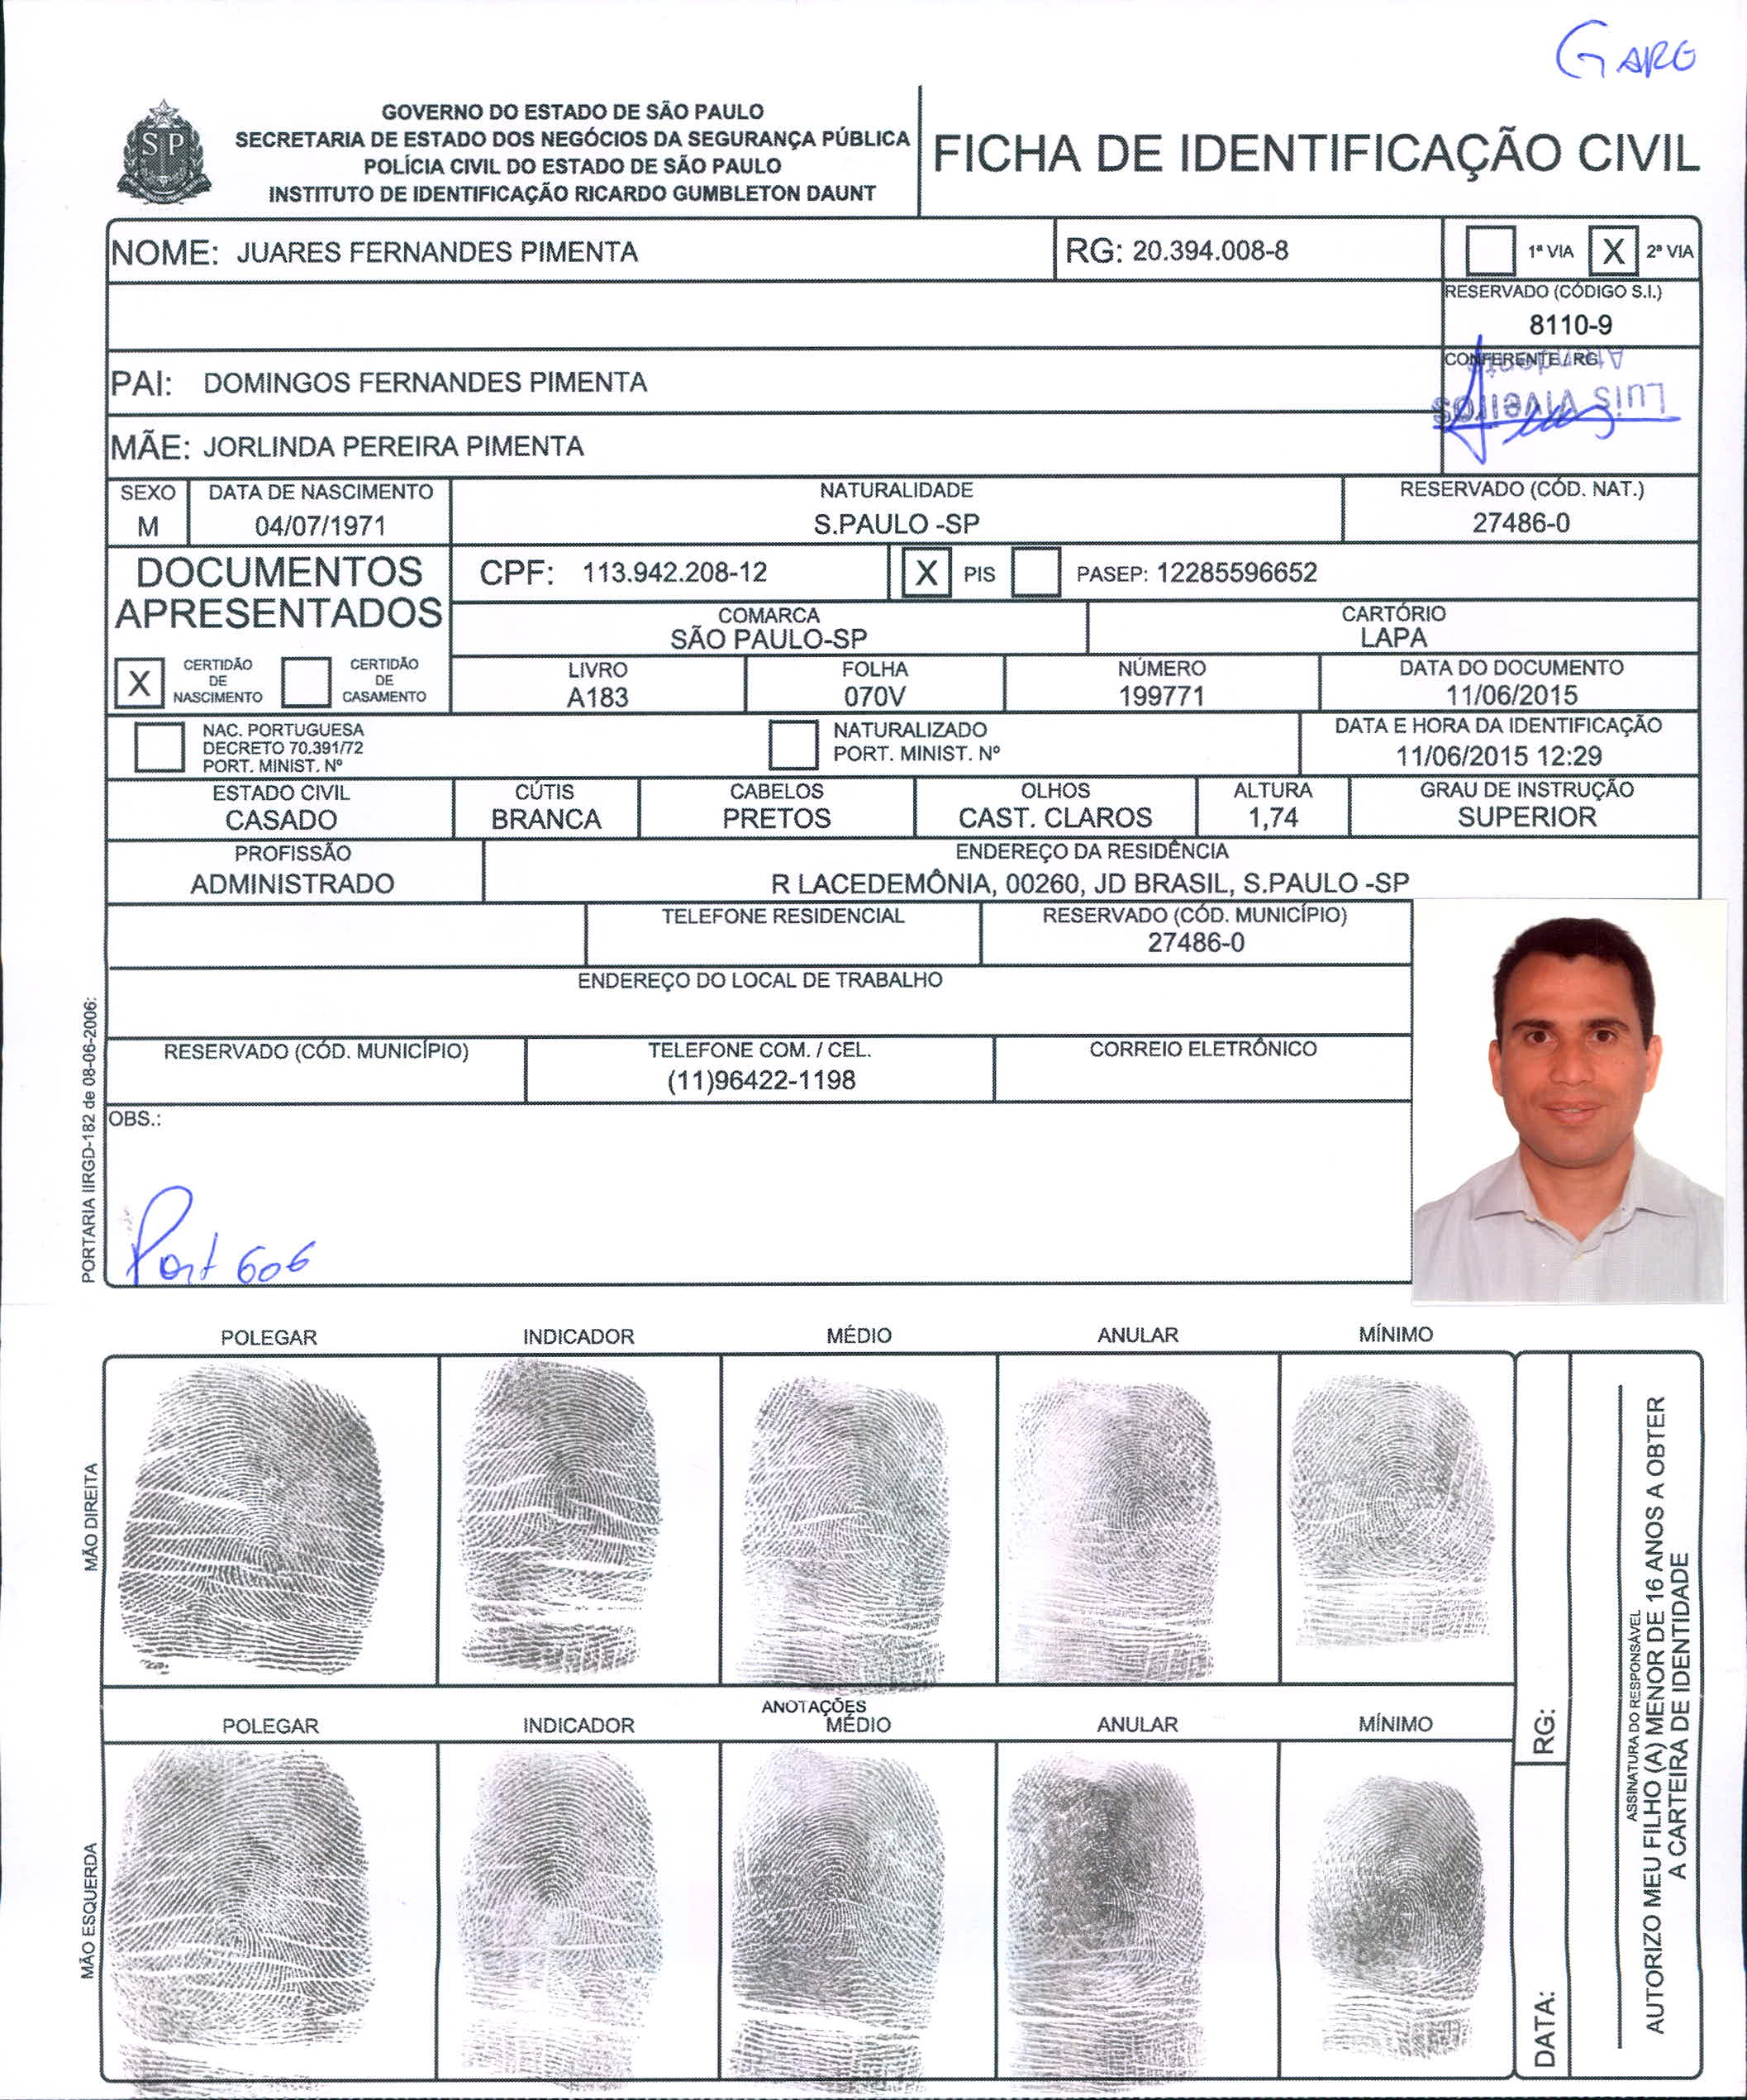 GARG
GOVERNO DO ESTADO DE SÃO PAULO
SECRETARIA DE ESTADO DOS NEGÓCIOS DA SEGURANÇA PÚBLICA
POLÍCIA CIVIL DO ESTADO DE SÃO PAULO
INSTITUTO DE IDENTIFICAÇÃO RICARDO GUMBLETON DAUNT
SP
FICHA DE IDENTIFICAÇÃO CIVIL
NOME: JUARES FERNANDES PIMENTA RG: 20.394.008-8 1ª VIA X 2ª VIA
RESERVADO (CÓDIGO S.I.)
8110-9
CONFERENTE / RG
Luis Viveiros
PAI: DOMINGOS FERNANDES PIMENTA
MÃE: JORLINDA PEREIRA PIMENTA
SEXO DATA DE NASCIMENTO NATURALIDADE RESERVADO (CÓD. NAT.)
M 04/07/1971 S.PAULO -SP 27486-0
DOCUMENTOS APRESENTADOS
CPF: 113.942.208-12 X PIS PASEP: 12285596652
COMARCA CARTÓRIO
SÃO PAULO-SP LAPA
X CERTIDÃO DE NASCIMENTO CERTIDÃO DE CASAMENTO
LIVRO FOLHA NÚMERO DATA DO DOCUMENTO
A183 070V 199771 11/06/2015
NAC. PORTUGUESA
DECRETO 70.391/72
PORT. MINIST. Nº
NATURALIZADO
PORT. MINIST. Nº
DATA E HORA DA IDENTIFICAÇÃO
11/06/2015 12:29
ESTADO CIVIL CÚTIS CABELOS OLHOS ALTURA GRAU DE INSTRUÇÃO
CASADO BRANCA PRETOS CAST. CLAROS 1,74 SUPERIOR
PROFISSÃO ENDEREÇO DA RESIDÊNCIA
ADMINISTRADO R LACEDEMÔNIA, 00260, JD BRASIL, S.PAULO -SP
TELEFONE RESIDENCIAL RESERVADO (CÓD. MUNICÍPIO)
27486-0
ENDEREÇO DO LOCAL DE TRABALHO
RESERVADO (CÓD. MUNICÍPIO) TELEFONE COM. / CEL. CORREIO ELETRÔNICO
(11)96422-1198
OBS.:
Port 606
PORTARIA IIRGD-182 de 08-06-2006:
POLEGAR INDICADOR MÉDIO ANULAR MÍNIMO
MÃO DIREITA
ANOTAÇÕES
POLEGAR INDICADOR MÉDIO ANULAR MÍNIMO
MÃO ESQUERDA
RG:
DATA:
ASSINATURA DO RESPONSÁVEL
AUTORIZO MEU FILHO (A) MENOR DE 16 ANOS A OBTER
A CARTEIRA DE IDENTIDADE